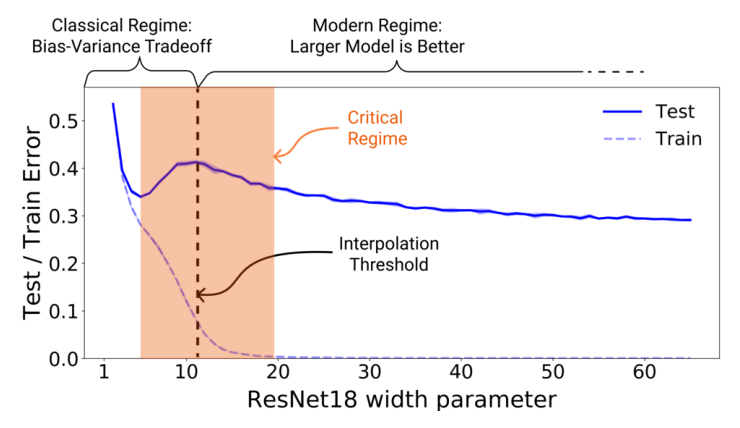 Classical Regime:
Bias-Variance Tradeoff
Modern Regime:
Larger Model is Better
Critical
Regime
Test
Train
Interpolation
Threshold
Test / Train Error
0.5
0.4
0.3
0.2
0.1
0.0
1 10 20 30 40 50 60
ResNet18 width parameter